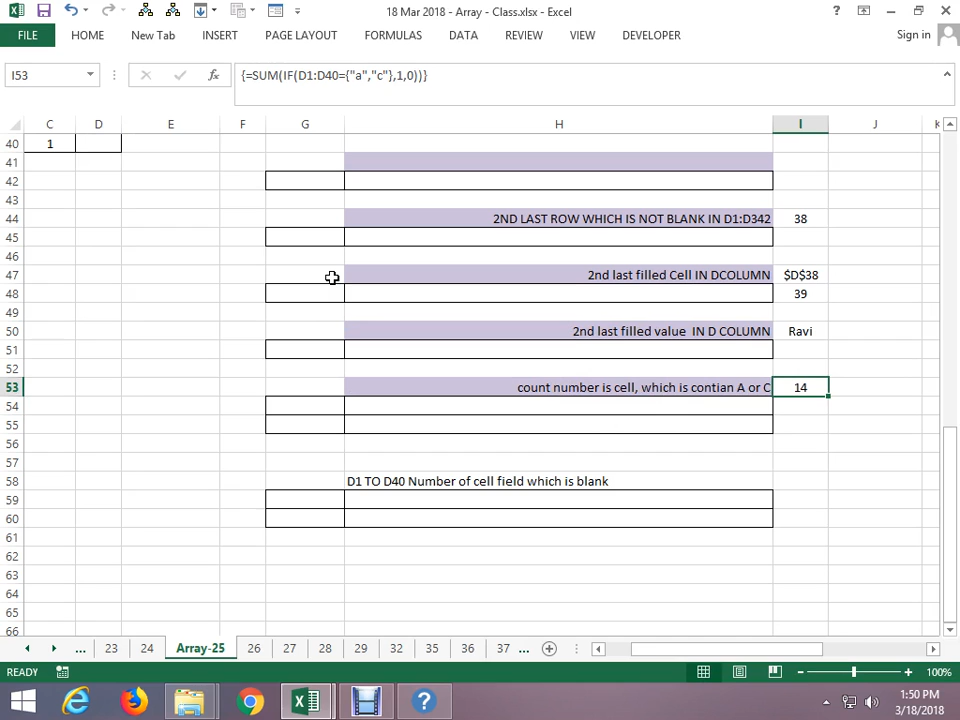 18 Mar 2018 - Array - Class.xlsx - Excel
?
FILE HOME New Tab INSERT PAGE LAYOUT FORMULAS DATA REVIEW VIEW DEVELOPER Sign in
I53 fx {=SUM(IF(D1:D40={"a","c"},1,0))}
C D E F G H I J K
40 1
41
42
43
44 2ND LAST ROW WHICH IS NOT BLANK IN D1:D342 38
45
46
47 2nd last filled Cell IN DCOLUMN $D$38
48 39
49
50 2nd last filled value IN D COLUMN Ravi
51
52
53 count number is cell, which is contian A or C 14
54
55
56
57
58 D1 TO D40 Number of cell field which is blank
59
60
61
62
63
64
65
66
... 23 24 Array-25 26 27 28 29 32 35 36 37 ...
READY 100%
1:50 PM
3/18/2018